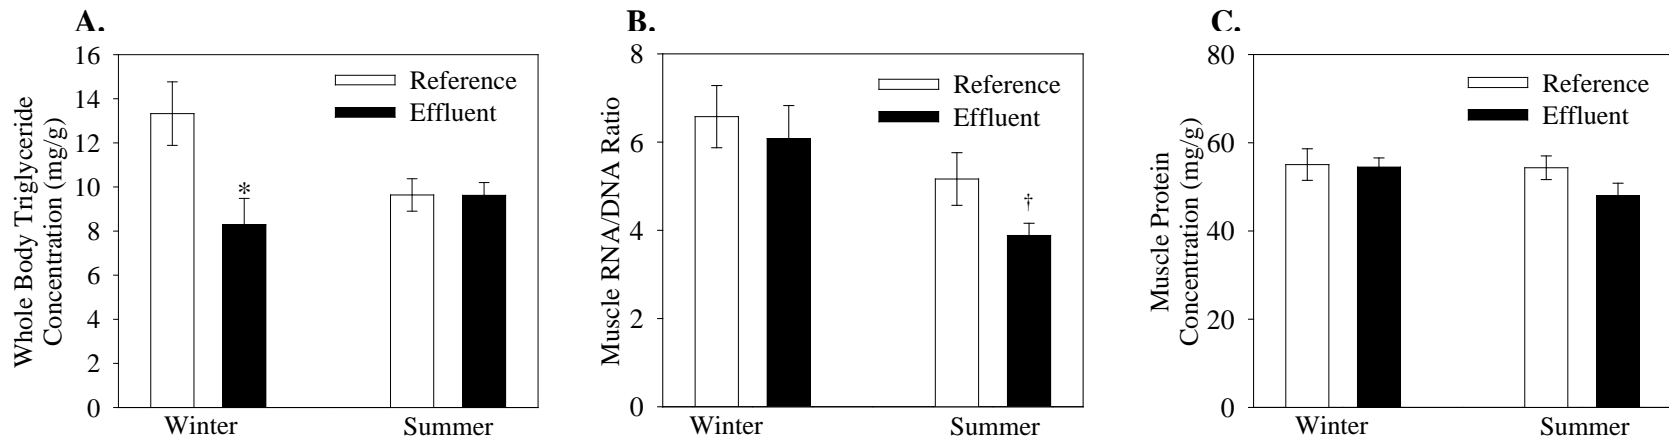 A.
Whole Body Triglyceride
Concentration (mg/g)
16
14
12
10
8
6
4
2
0
Reference
Effluent
*
Winter
Summer
B.
Muscle RNA/DNA Ratio
8
6
4
2
0
Reference
Effluent
†
Winter
Summer
C.
Muscle Protein
Concentration (mg/g)
80
60
40
20
0
Reference
Effluent
Winter
Summer